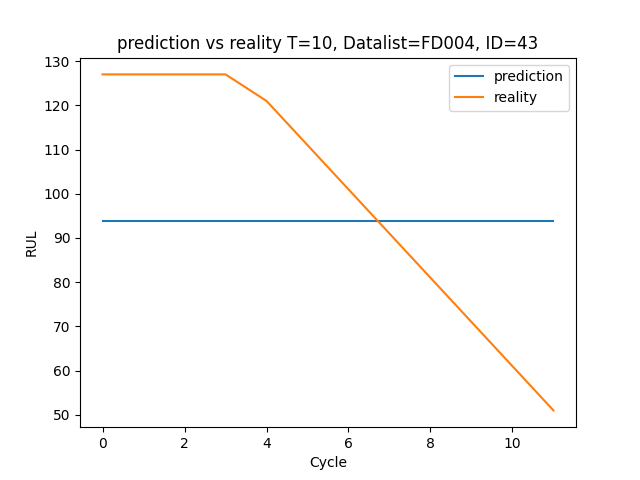 prediction vs reality T=10, Datalist=FD004, ID=43
prediction
reality
130
120
110
100
90
80
70
60
50
RUL
0 2 4 6 8 10
Cycle